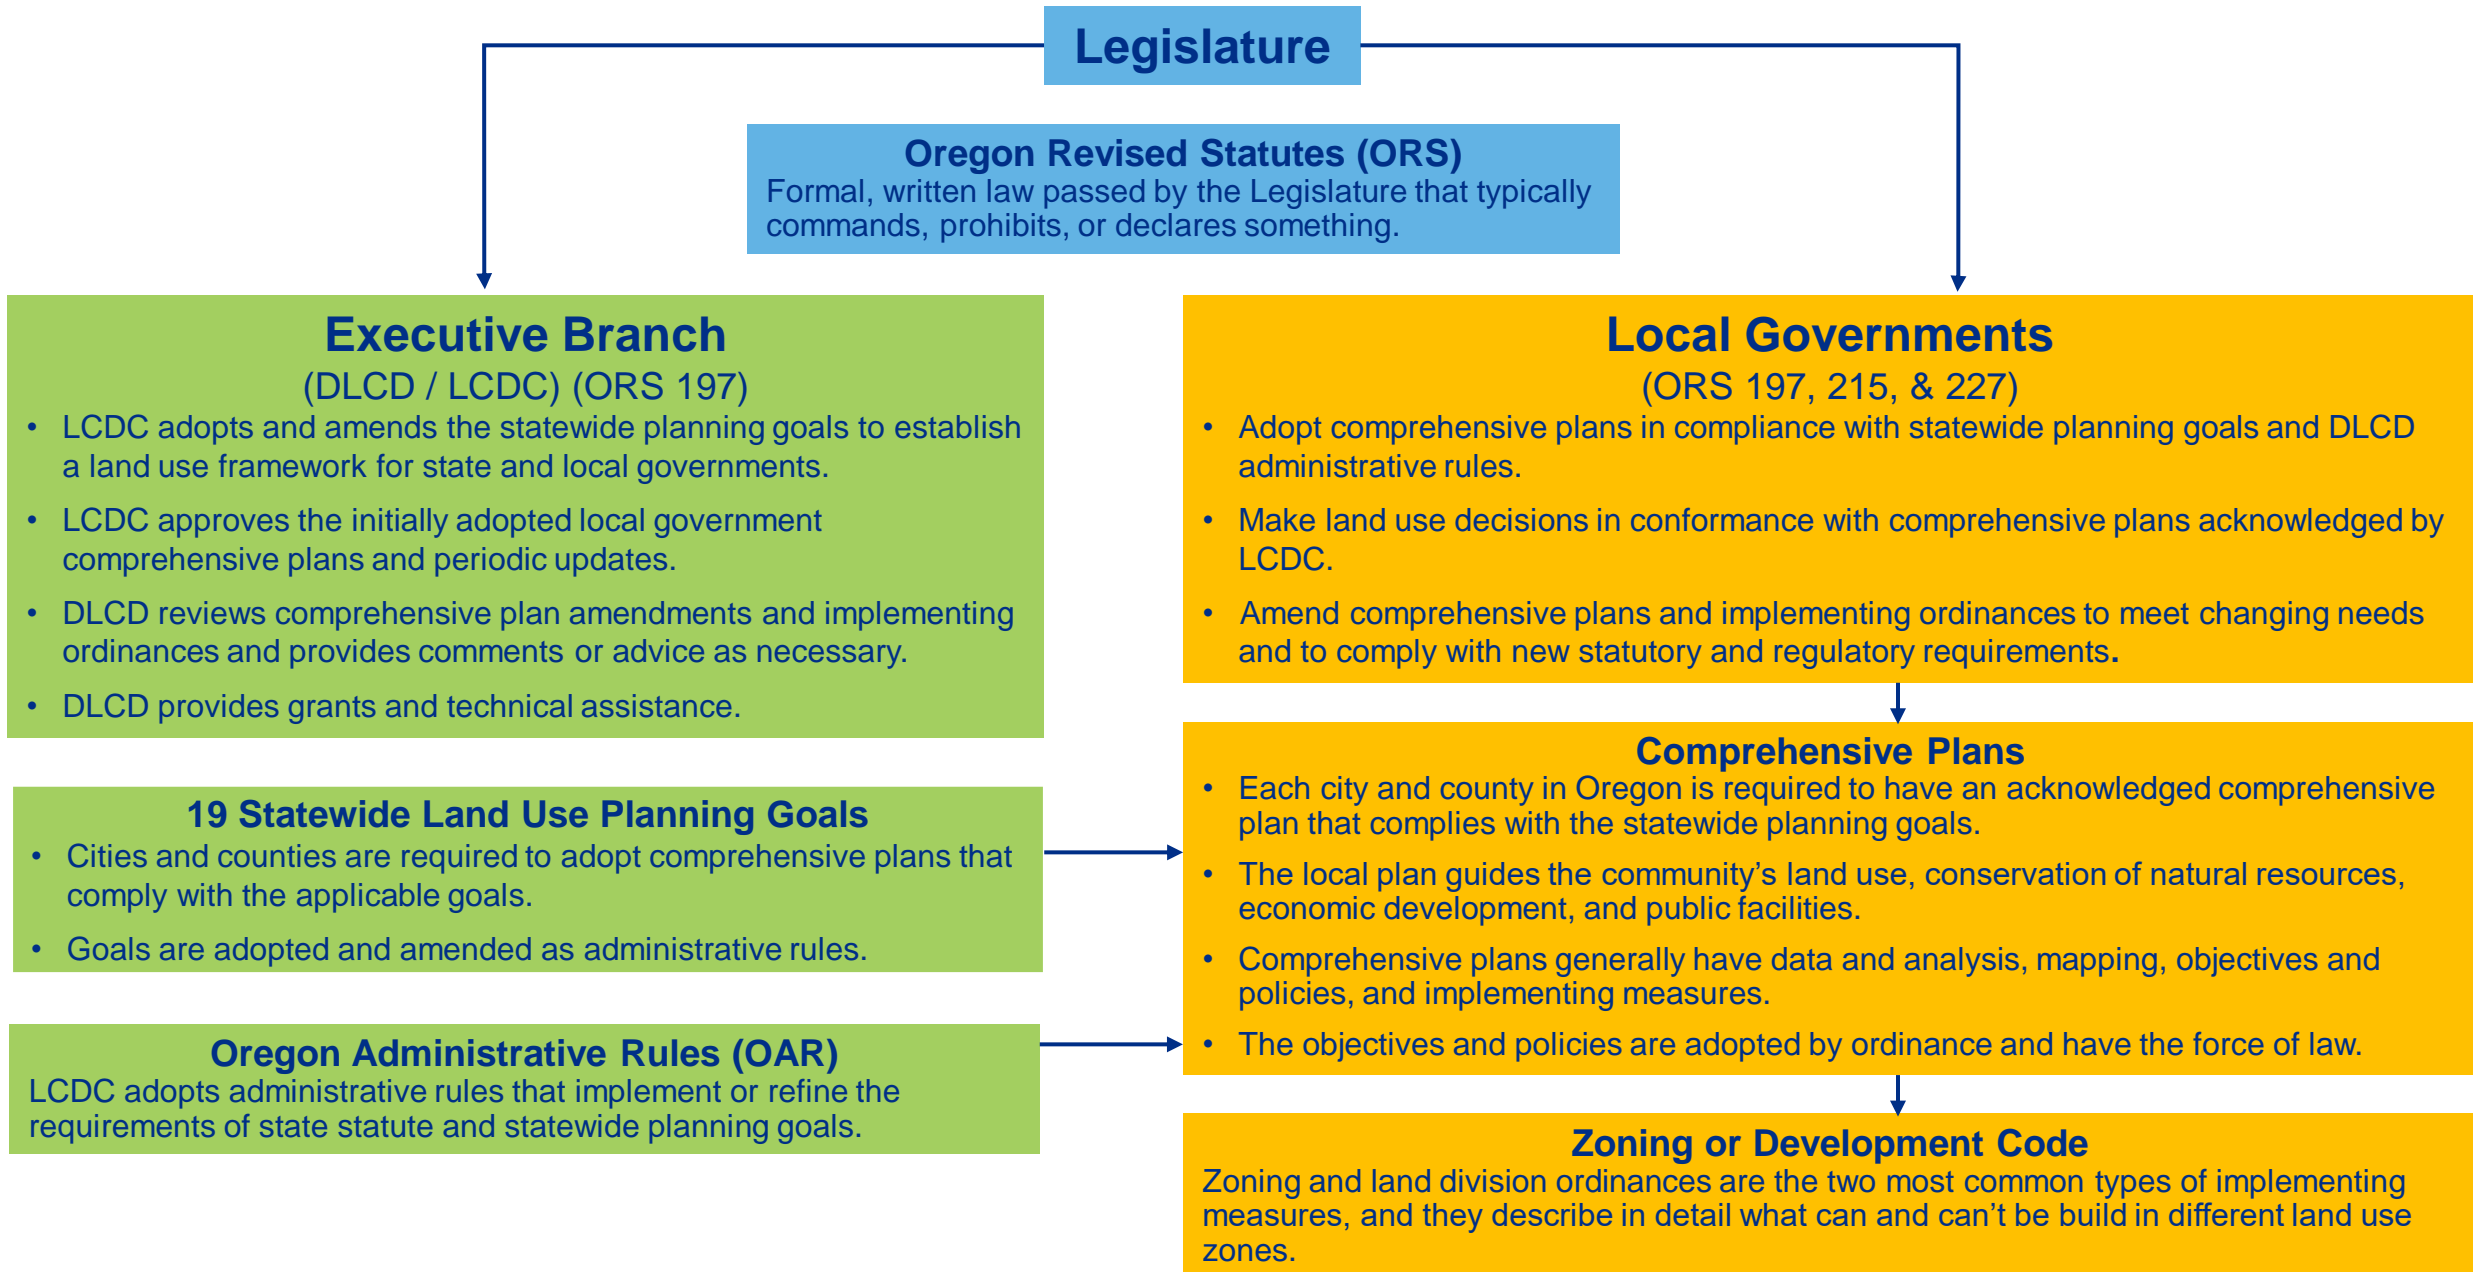 Legislature
Oregon Revised Statutes (ORS)
Formal, written law passed by the Legislature that typically
commands, prohibits, or declares something.
Executive Branch
(DLCD / LCDC) (ORS 197)
• LCDC adopts and amends the statewide planning goals to establish
a land use framework for state and local governments.
• LCDC approves the initially adopted local government
comprehensive plans and periodic updates.
• DLCD reviews comprehensive plan amendments and implementing
ordinances and provides comments or advice as necessary.
• DLCD provides grants and technical assistance.
19 Statewide Land Use Planning Goals
• Cities and counties are required to adopt comprehensive plans that
comply with the applicable goals.
• Goals are adopted and amended as administrative rules.
Oregon Administrative Rules (OAR)
LCDC adopts administrative rules that implement or refine the
requirements of state statute and statewide planning goals.
Local Governments
(ORS 197, 215, & 227)
• Adopt comprehensive plans in compliance with statewide planning goals and DLCD
administrative rules.
• Make land use decisions in conformance with comprehensive plans acknowledged by
LCDC.
• Amend comprehensive plans and implementing ordinances to meet changing needs
and to comply with new statutory and regulatory requirements.
Comprehensive Plans
• Each city and county in Oregon is required to have an acknowledged comprehensive
plan that complies with the statewide planning goals.
• The local plan guides the community’s land use, conservation of natural resources,
economic development, and public facilities.
• Comprehensive plans generally have data and analysis, mapping, objectives and
policies, and implementing measures.
• The objectives and policies are adopted by ordinance and have the force of law.
Zoning or Development Code
Zoning and land division ordinances are the two most common types of implementing
measures, and they describe in detail what can and can’t be build in different land use
zones.